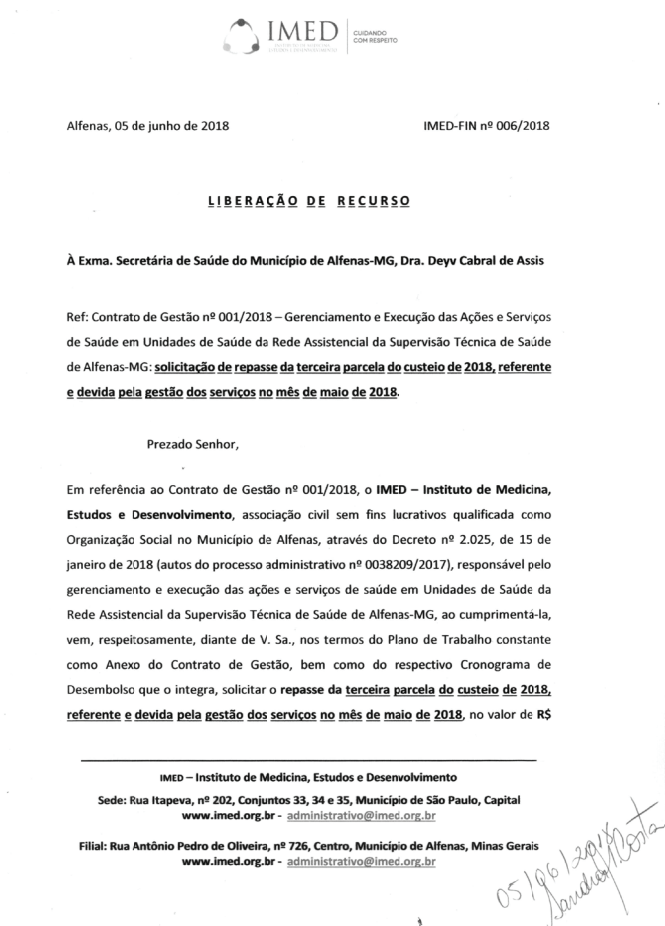 IMED
CUIDANDO
COM RESPEITO
Alfenas, 05 de junho de 2018 IMED-FIN nº 006/2018
LIBERAÇÃO DE RECURSO
À Exma. Secretária de Saúde do Município de Alfenas-MG, Dra. Deyv Cabral de Assis
Ref: Contrato de Gestão nº 001/2018 – Gerenciamento e Execução das Ações e Serviços
de Saúde em Unidades de Saúde da Rede Assistencial da Supervisão Técnica de Saúde
de Alfenas-MG: solicitação de repasse da terceira parcela do custeio de 2018, referente
e devida pela gestão dos serviços no mês de maio de 2018.
Prezado Senhor,
Em referência ao Contrato de Gestão nº 001/2018, o IMED – Instituto de Medicina,
Estudos e Desenvolvimento, associação civil sem fins lucrativos qualificada como
Organização Social no Município de Alfenas, através do Decreto nº 2.025, de 15 de
janeiro de 2018 (autos do processo administrativo nº 0038209/2017), responsável pelo
gerenciamento e execução das ações e serviços de saúde em Unidades de Saúde da
Rede Assistencial da Supervisão Técnica de Saúde de Alfenas-MG, ao cumprimentá-la,
vem, respeitosamente, diante de V. Sa., nos termos do Plano de Trabalho constante
como Anexo do Contrato de Gestão, bem como do respectivo Cronograma de
Desembolso que o integra, solicitar o repasse da terceira parcela do custeio de 2018,
referente e devida pela gestão dos serviços no mês de maio de 2018, no valor de R$
IMED – Instituto de Medicina, Estudos e Desenvolvimento
Sede: Rua Itapeva, nº 202, Conjuntos 33, 34 e 35, Município de São Paulo, Capital
www.imed.org.br - administrativo@imed.org.br
Filial: Rua Antônio Pedro de Oliveira, nº 726, Centro, Município de Alfenas, Minas Gerais
www.imed.org.br - administrativo@imed.org.br
05/06/2018
Sandra Costa